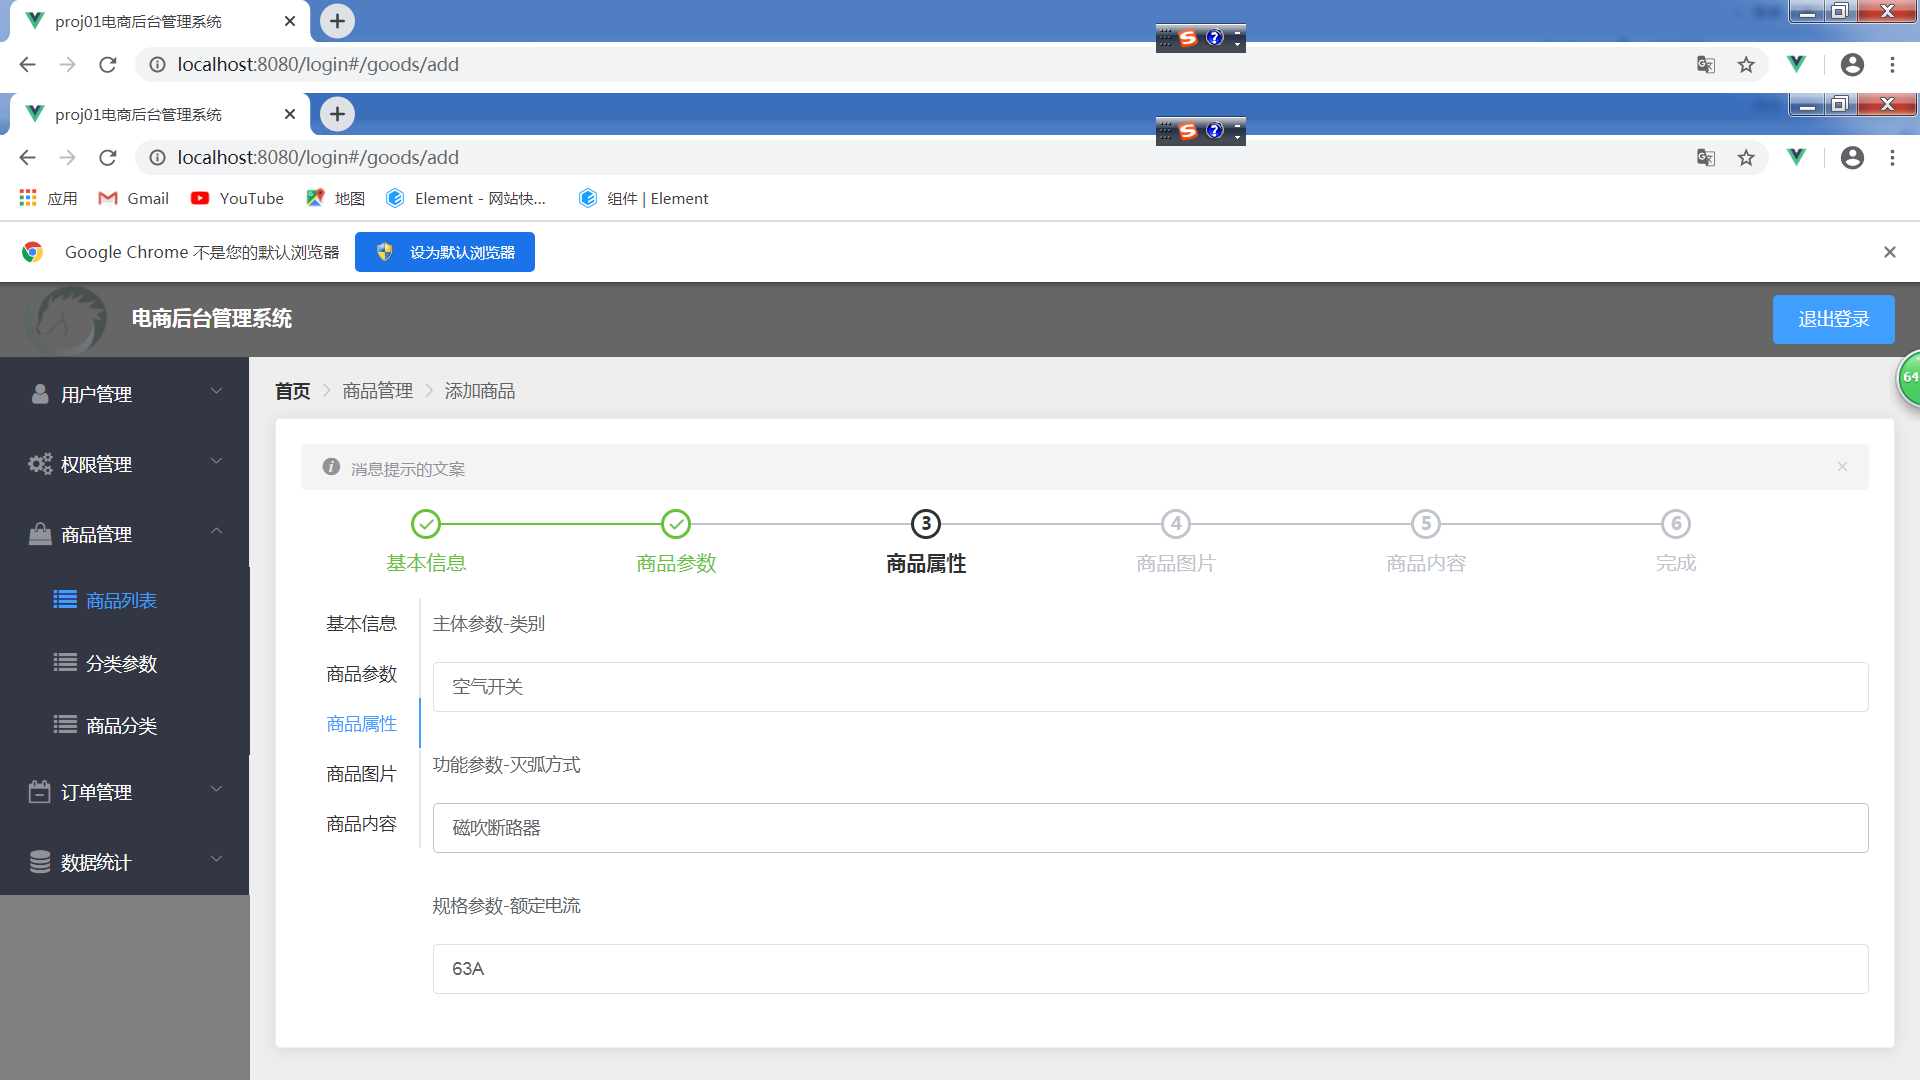 proj01电商后台管理系统
localhost:8080/login#/goods/add
proj01电商后台管理系统
localhost:8080/login#/goods/add
应用 Gmail YouTube 地图 Element - 网站快... 组件 | Element
Google Chrome 不是您的默认浏览器 设为默认浏览器
电商后台管理系统 退出登录
用户管理
权限管理
商品管理
商品列表
分类参数
商品分类
订单管理
数据统计
首页 商品管理 添加商品
64
消息提示的文案
3 4 5 6
基本信息 商品参数 商品属性 商品图片 商品内容 完成
基本信息
商品参数
商品属性
商品图片
商品内容
主体参数-类别
空气开关
功能参数-灭弧方式
磁吹断路器
规格参数-额定电流
63A